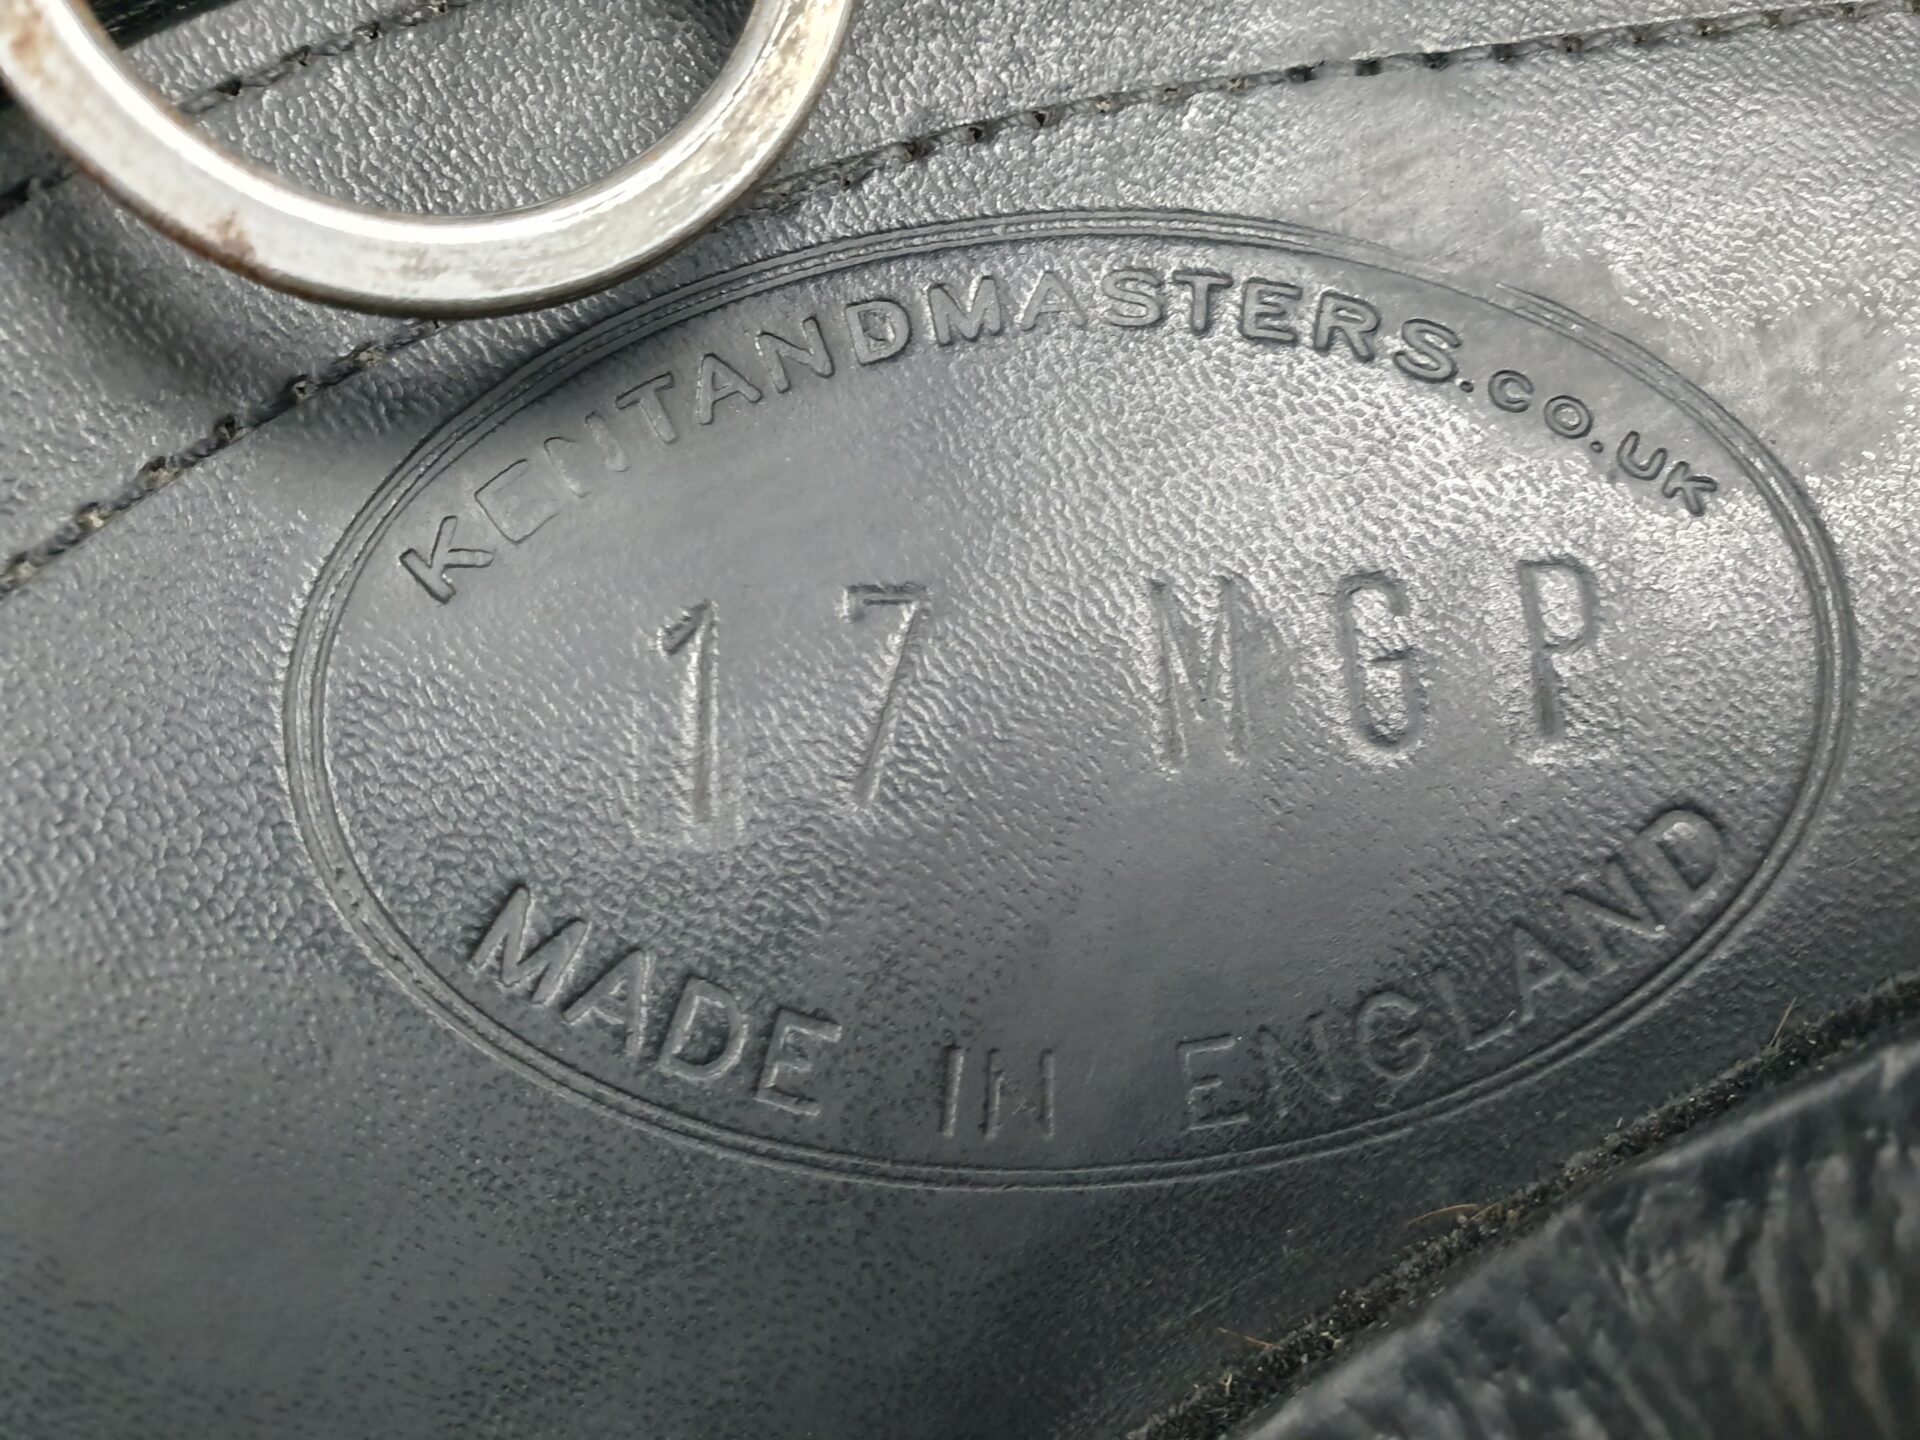 KENTANDMASTERS.CO.UK
17 MGP
MADE IN ENGLAND